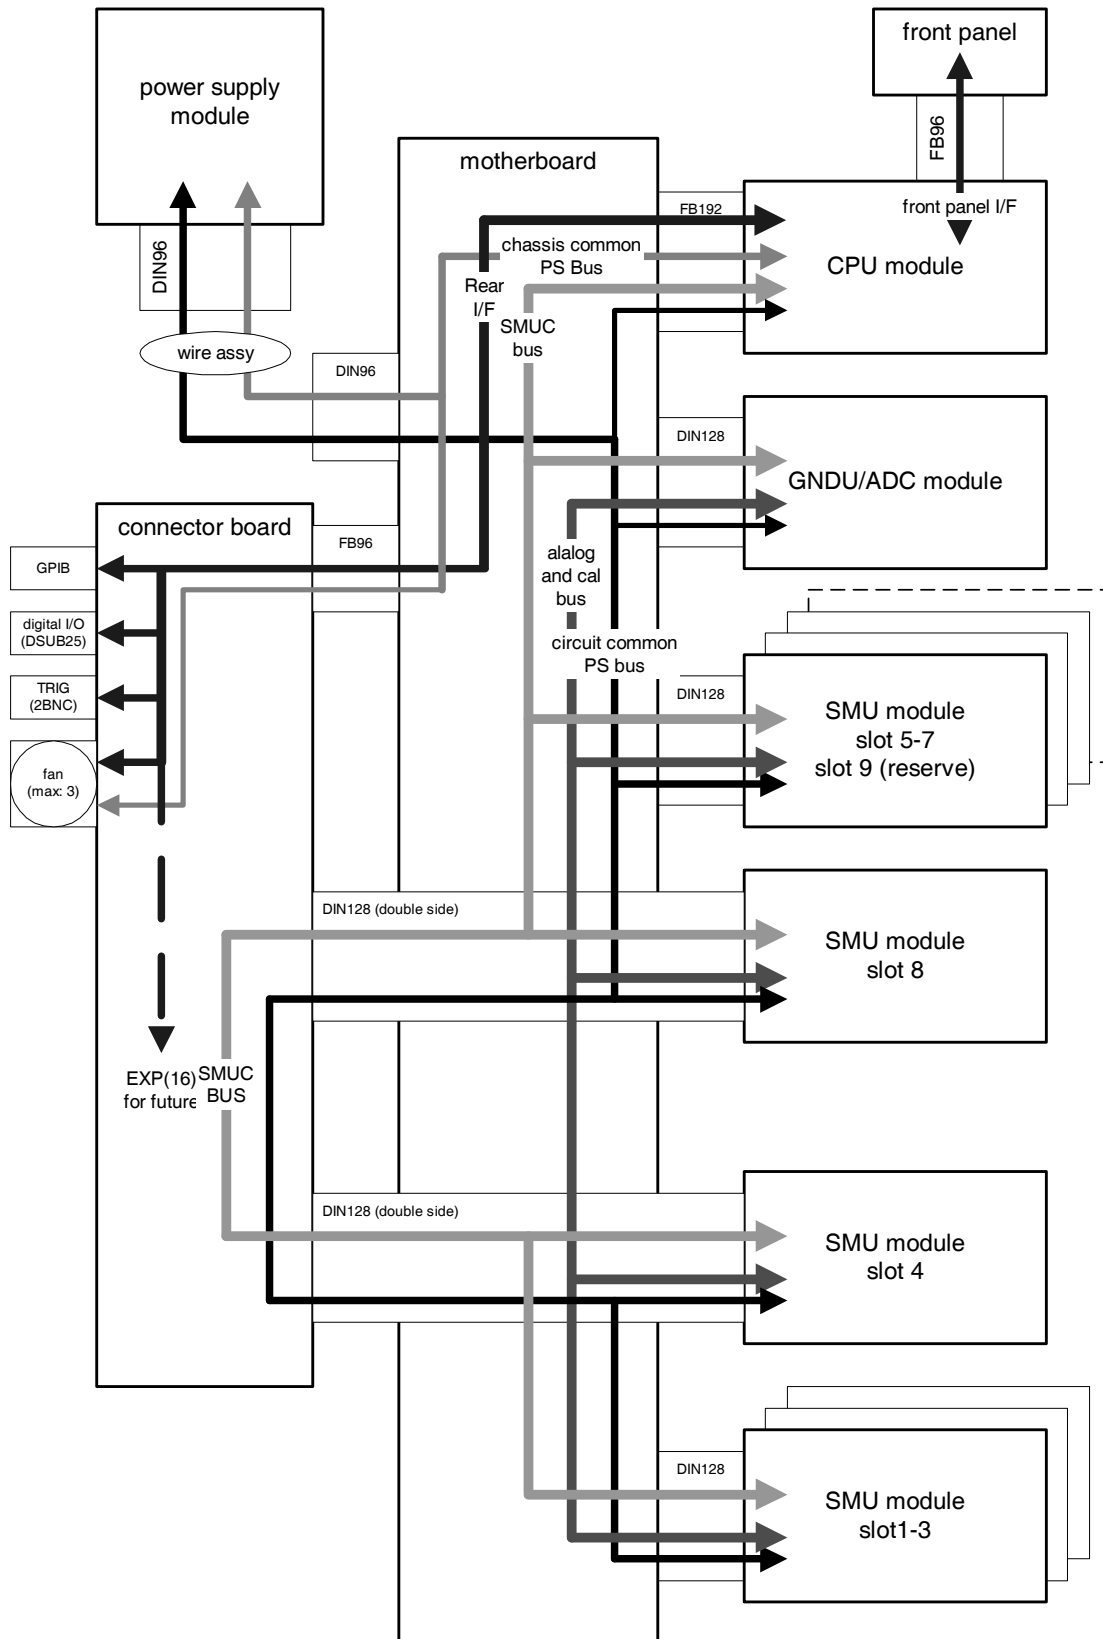 front panel
power supply
module
FB96
motherboard
FB192
front panel I/F
DIN96
chassis common
PS Bus
CPU module
Rear
I/F
SMUC
bus
wire assy
DIN96
DIN128
GNDU/ADC module
connector board
FB96
GPIB
alalog
and cal
bus
digital I/O
(DSUB25)
circuit common
PS bus
TRIG
(2BNC)
DIN128
SMU module
slot 5-7
slot 9 (reserve)
fan
(max: 3)
DIN128 (double side)
SMU module
slot 8
EXP(16)
for future
SMUC
BUS
DIN128 (double side)
SMU module
slot 4
DIN128
SMU module
slot1-3